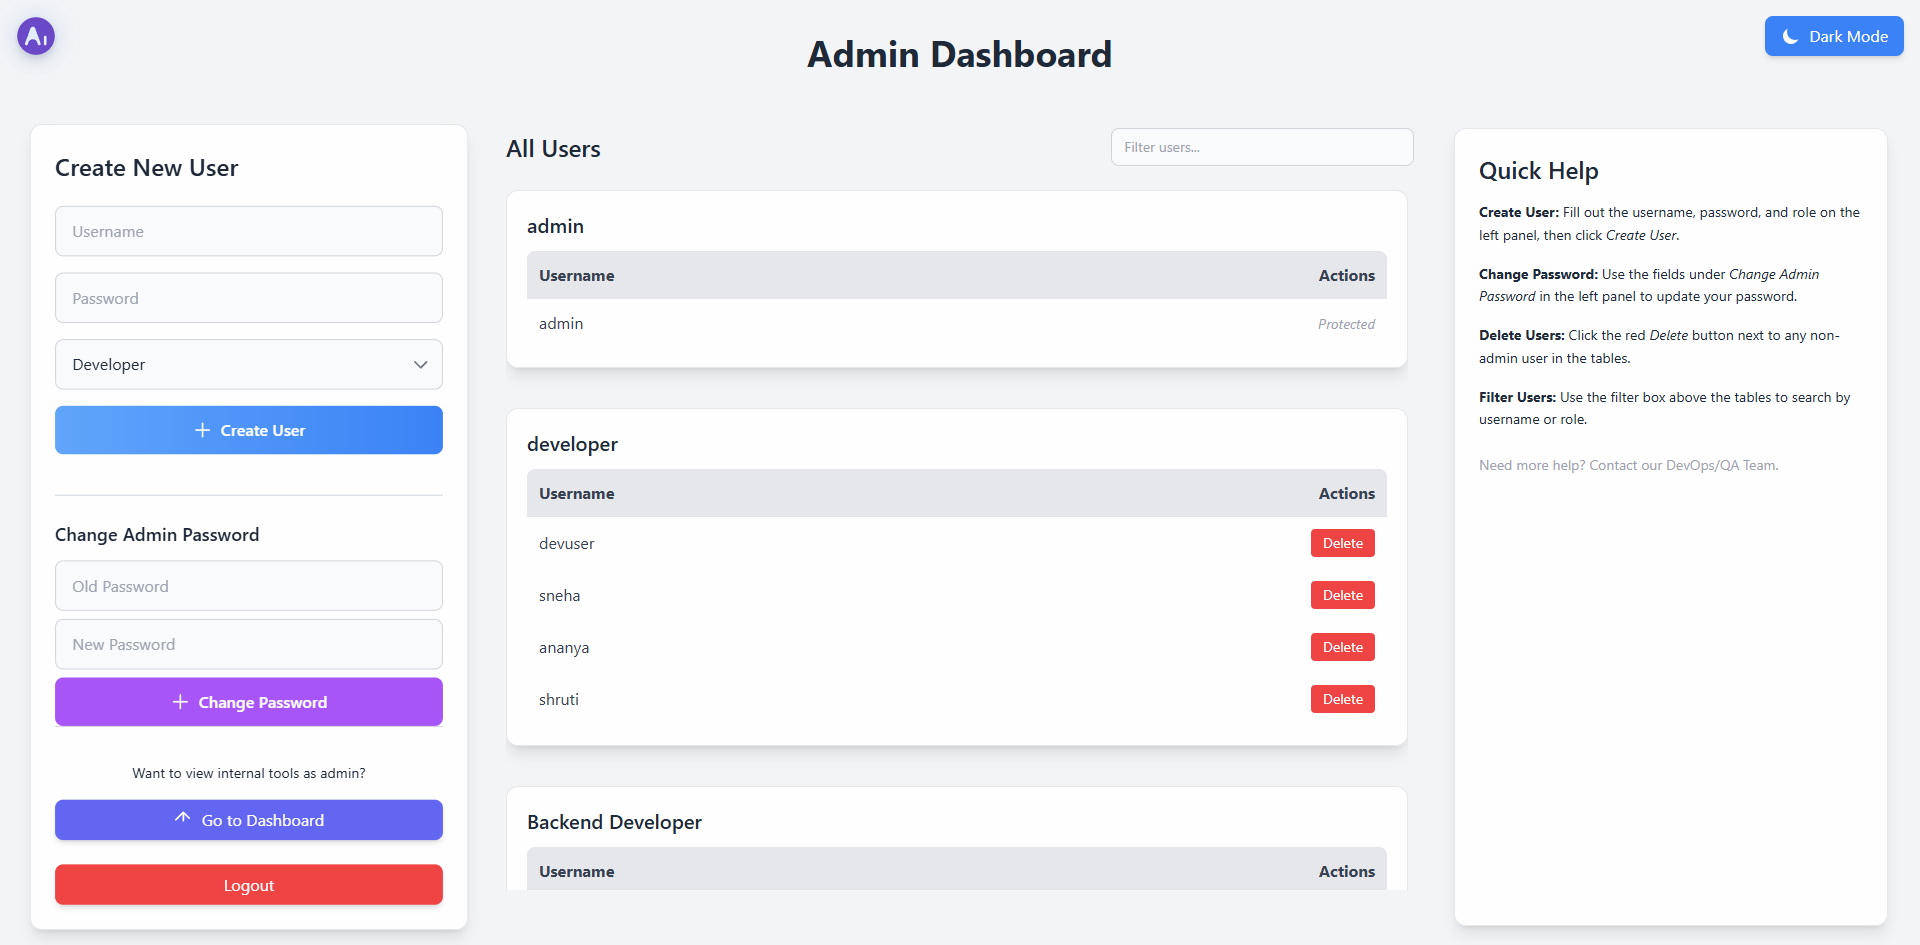 AI
Admin Dashboard
Dark Mode
Create New User
Username
Password
Developer
Create User
Change Admin Password
Old Password
New Password
Change Password
Want to view internal tools as admin?
Go to Dashboard
Logout
All Users
Filter users...
admin
Username Actions
admin Protected
developer
Username Actions
devuser Delete
sneha Delete
ananya Delete
shruti Delete
Backend Developer
Username Actions
Quick Help
Create User: Fill out the username, password, and role on the
left panel, then click Create User.
Change Password: Use the fields under Change Admin
Password in the left panel to update your password.
Delete Users: Click the red Delete button next to any non-
admin user in the tables.
Filter Users: Use the filter box above the tables to search by
username or role.
Need more help? Contact our DevOps/QA Team.